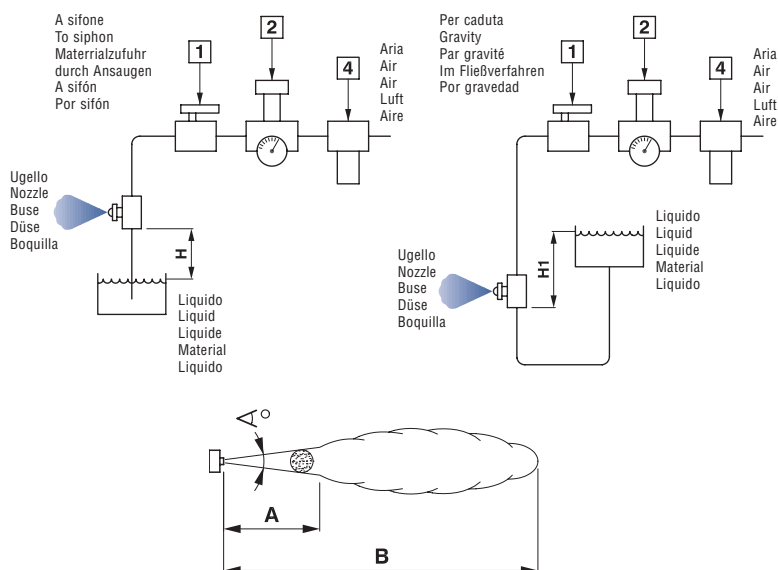 A sifone
To siphon
Materrialzufuhr
durch Ansaugen
A sifón
Por sifón
1
2
4
Aria
Air
Air
Luft
Aire
Ugello
Nozzle
Buse
Düse
Boquilla
H
Liquido
Liquid
Liquide
Material
Liquido
Per caduta
Gravity
Par gravité
Im Fließverfahren
Por gravedad
1
2
4
Aria
Air
Air
Luft
Aire
Ugello
Nozzle
Buse
Düse
Boquilla
H1
Liquido
Liquid
Liquide
Material
Liquido
A°
A
B